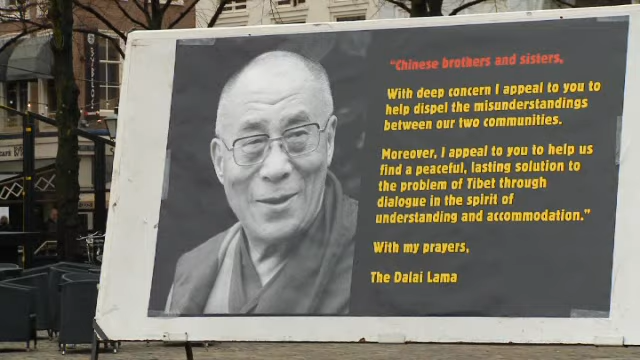 "Chinese brothers and sisters,
With deep concern I appeal to you to
help dispel the misunderstandings
between our two communities.
Moreover, I appeal to you to help us
find a peaceful, lasting solution to
the problem of Tibet through
dialogue in the spirit of
understanding and accommodation."
With my prayers,
The Dalai Lama